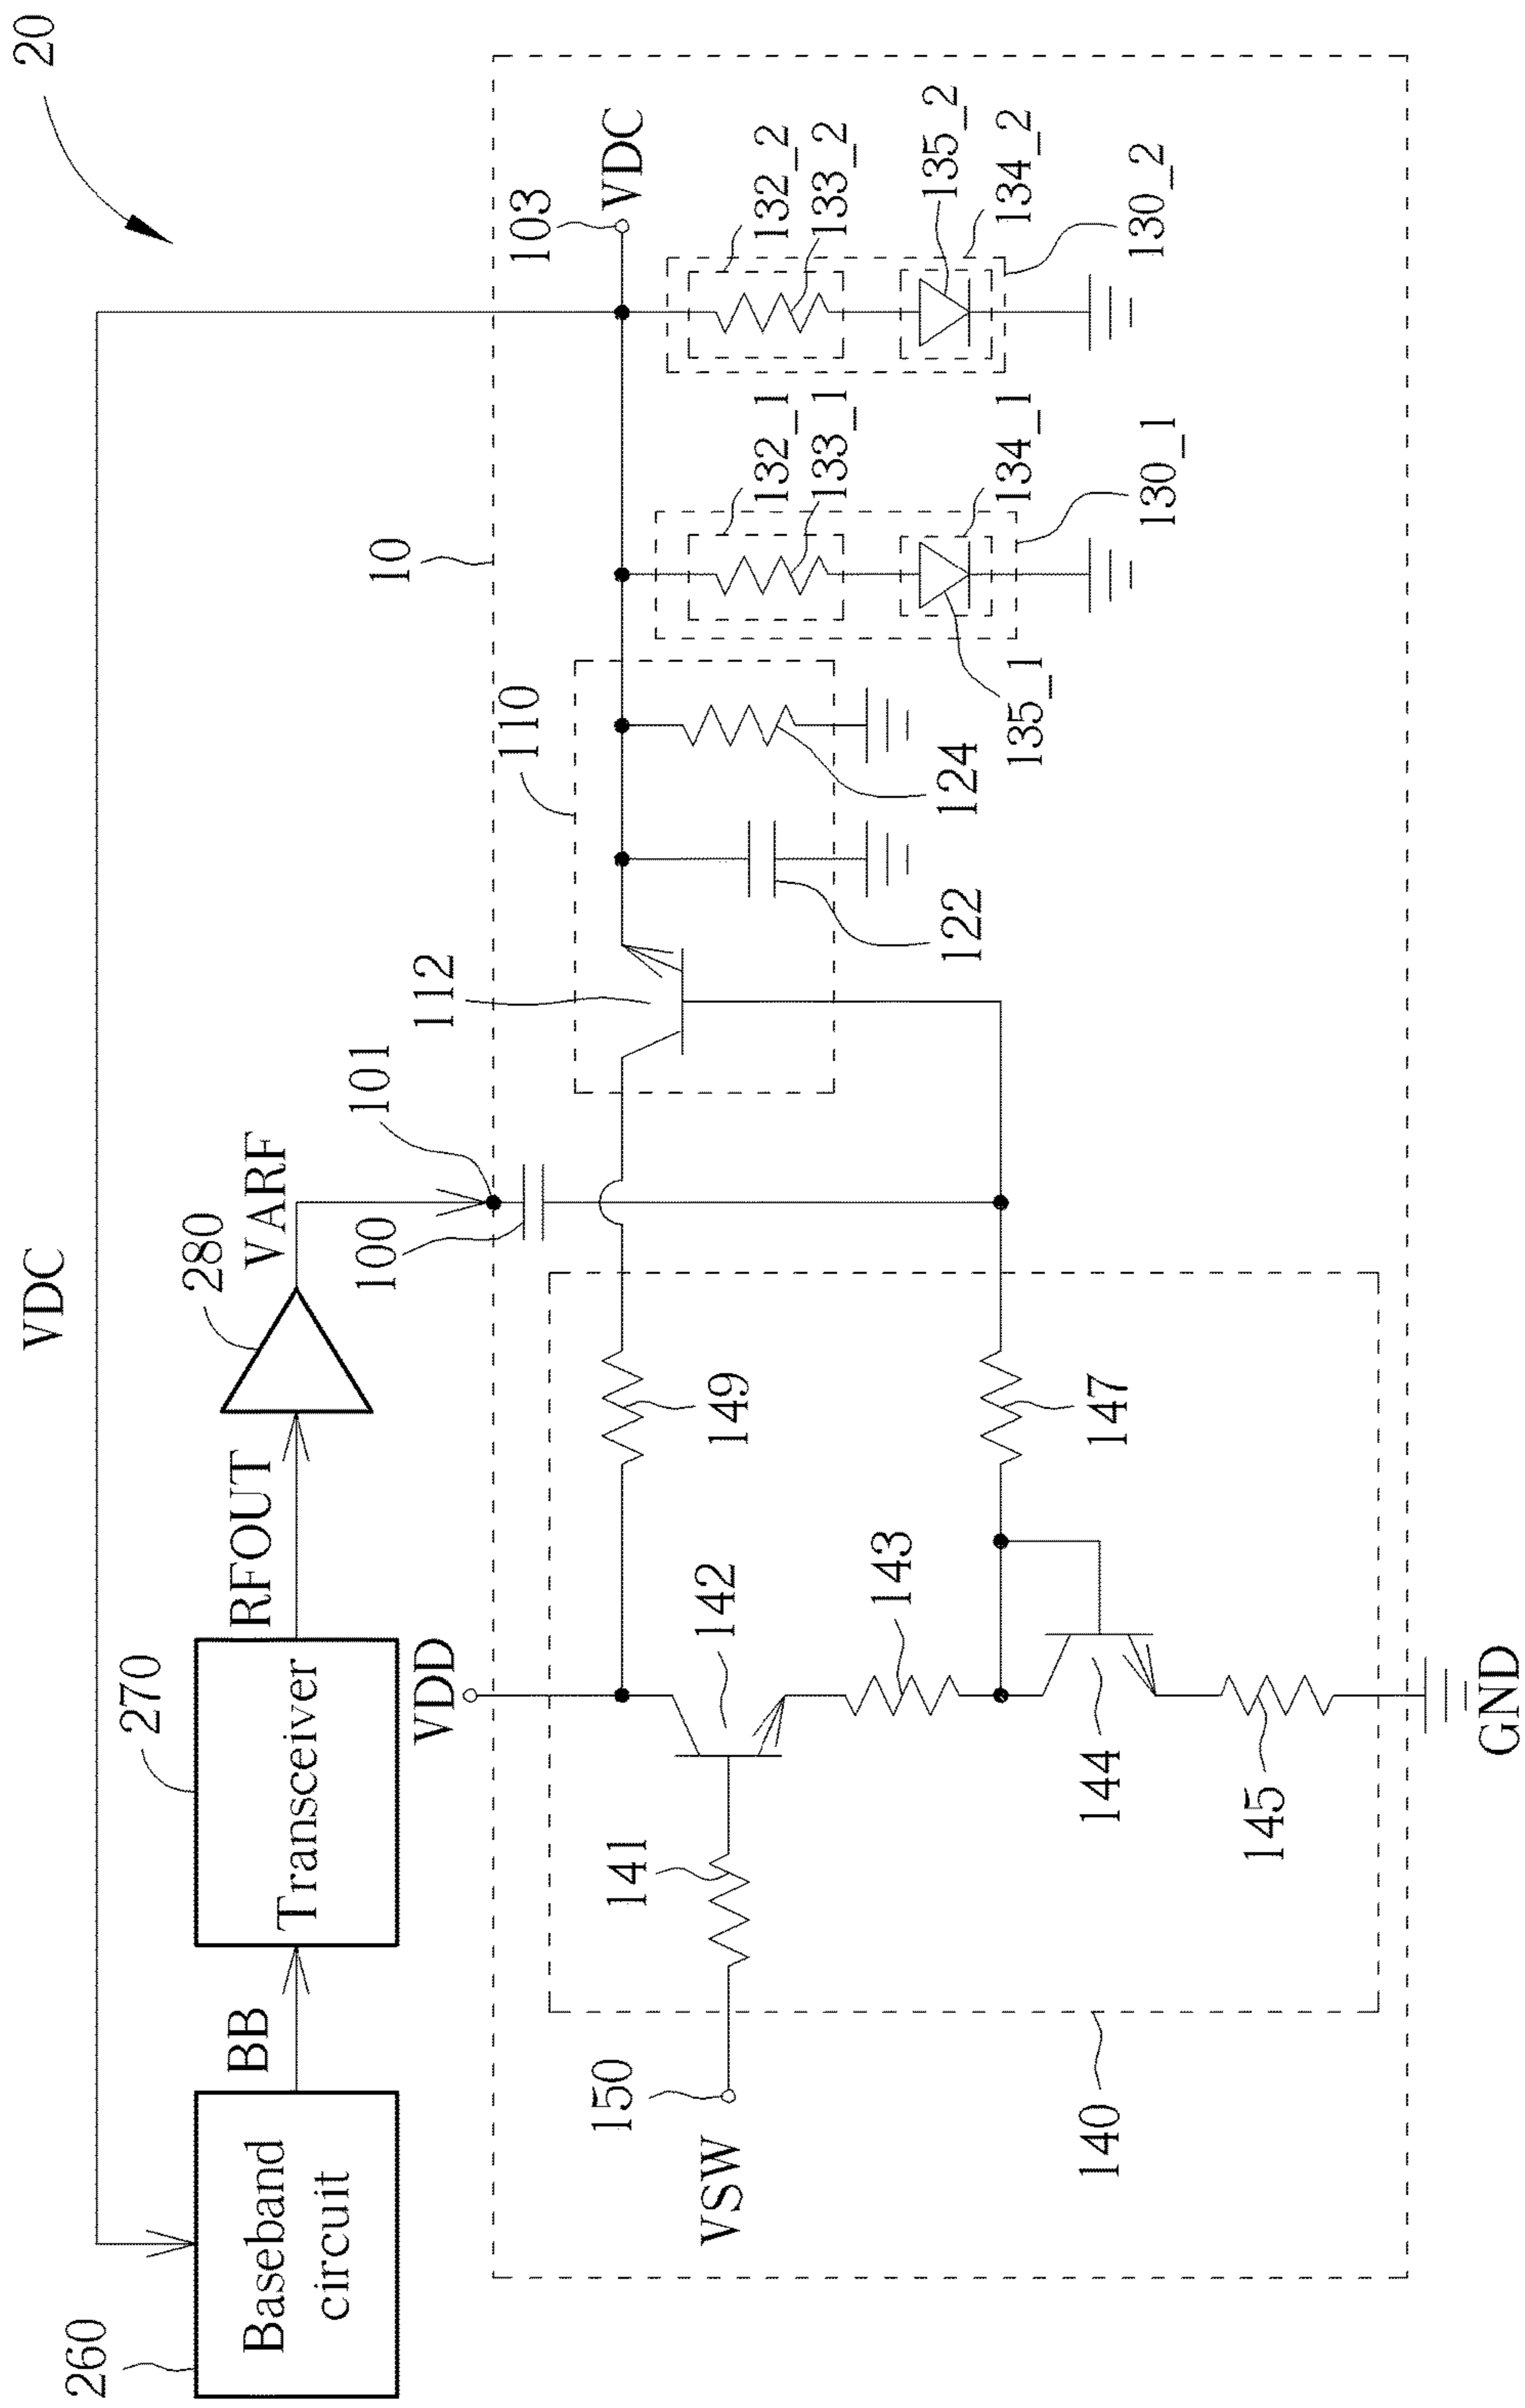 20
VDC
260
Baseband
circuit
BB
270
Transceiver
RFOUT
280
VARF
101
100
10
VDD
112
110
103
VDC
VSW
150
141
142
149
143
147
144
145
140
GND
122
124
132_1
133_1
134_1
135_1
130_1
132_2
133_2
135_2
134_2
130_2